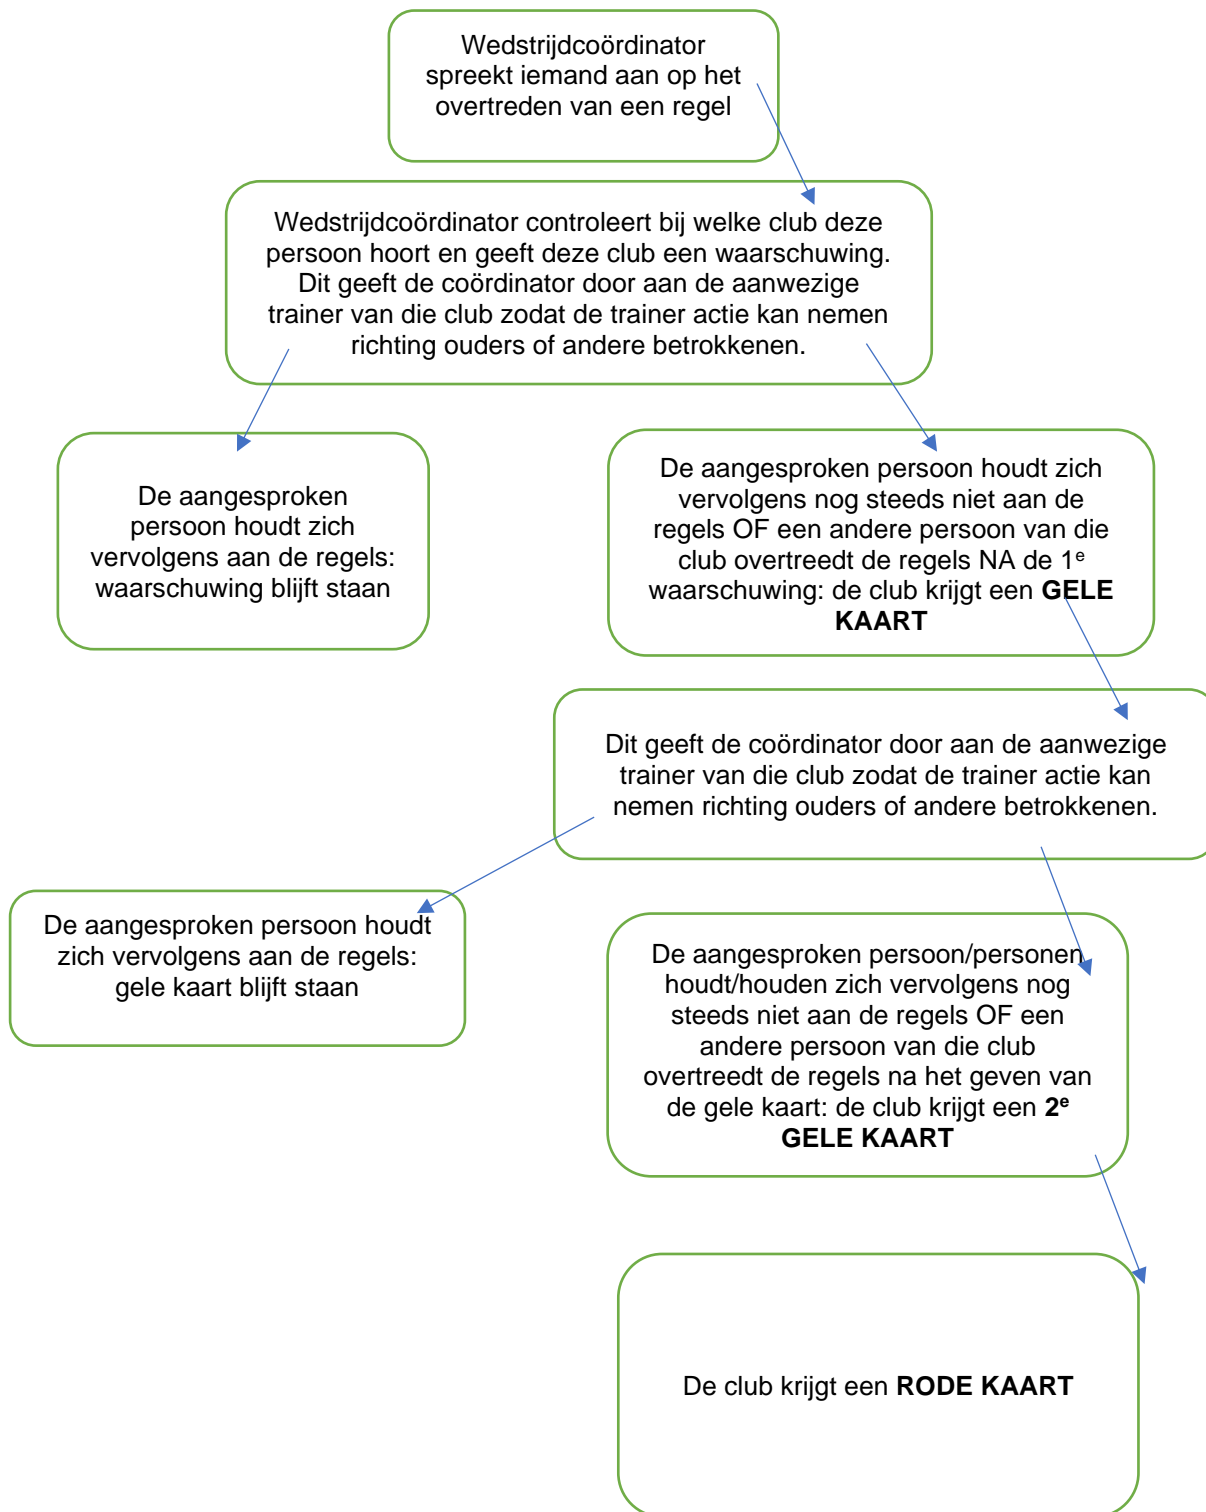 Wedstrijdcoördinator
spreekt iemand aan op het
overtreden van een regel
Wedstrijdcoördinator controleert bij welke club deze
persoon hoort en geeft deze club een waarschuwing.
Dit geeft de coördinator door aan de aanwezige
trainer van die club zodat de trainer actie kan nemen
richting ouders of andere betrokkenen.
De aangesproken
persoon houdt zich
vervolgens aan de regels:
waarschuwing blijft staan
De aangesproken persoon houdt zich
vervolgens nog steeds niet aan de
regels OF een andere persoon van die
club overtreedt de regels NA de 1e
waarschuwing: de club krijgt een GELE
KAART
Dit geeft de coördinator door aan de aanwezige
trainer van die club zodat de trainer actie kan
nemen richting ouders of andere betrokkenen.
De aangesproken persoon houdt
zich vervolgens aan de regels:
gele kaart blijft staan
De aangesproken persoon/personen
houdt/houden zich vervolgens nog
steeds niet aan de regels OF een
andere persoon van die club
overtreedt de regels na het geven van
de gele kaart: de club krijgt een 2e
GELE KAART
De club krijgt een RODE KAART